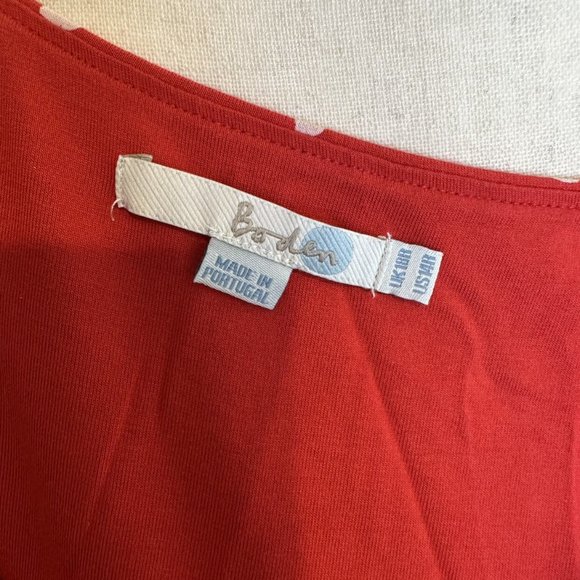 Boden
MADE IN
PORTUGAL
UK18R
US14R